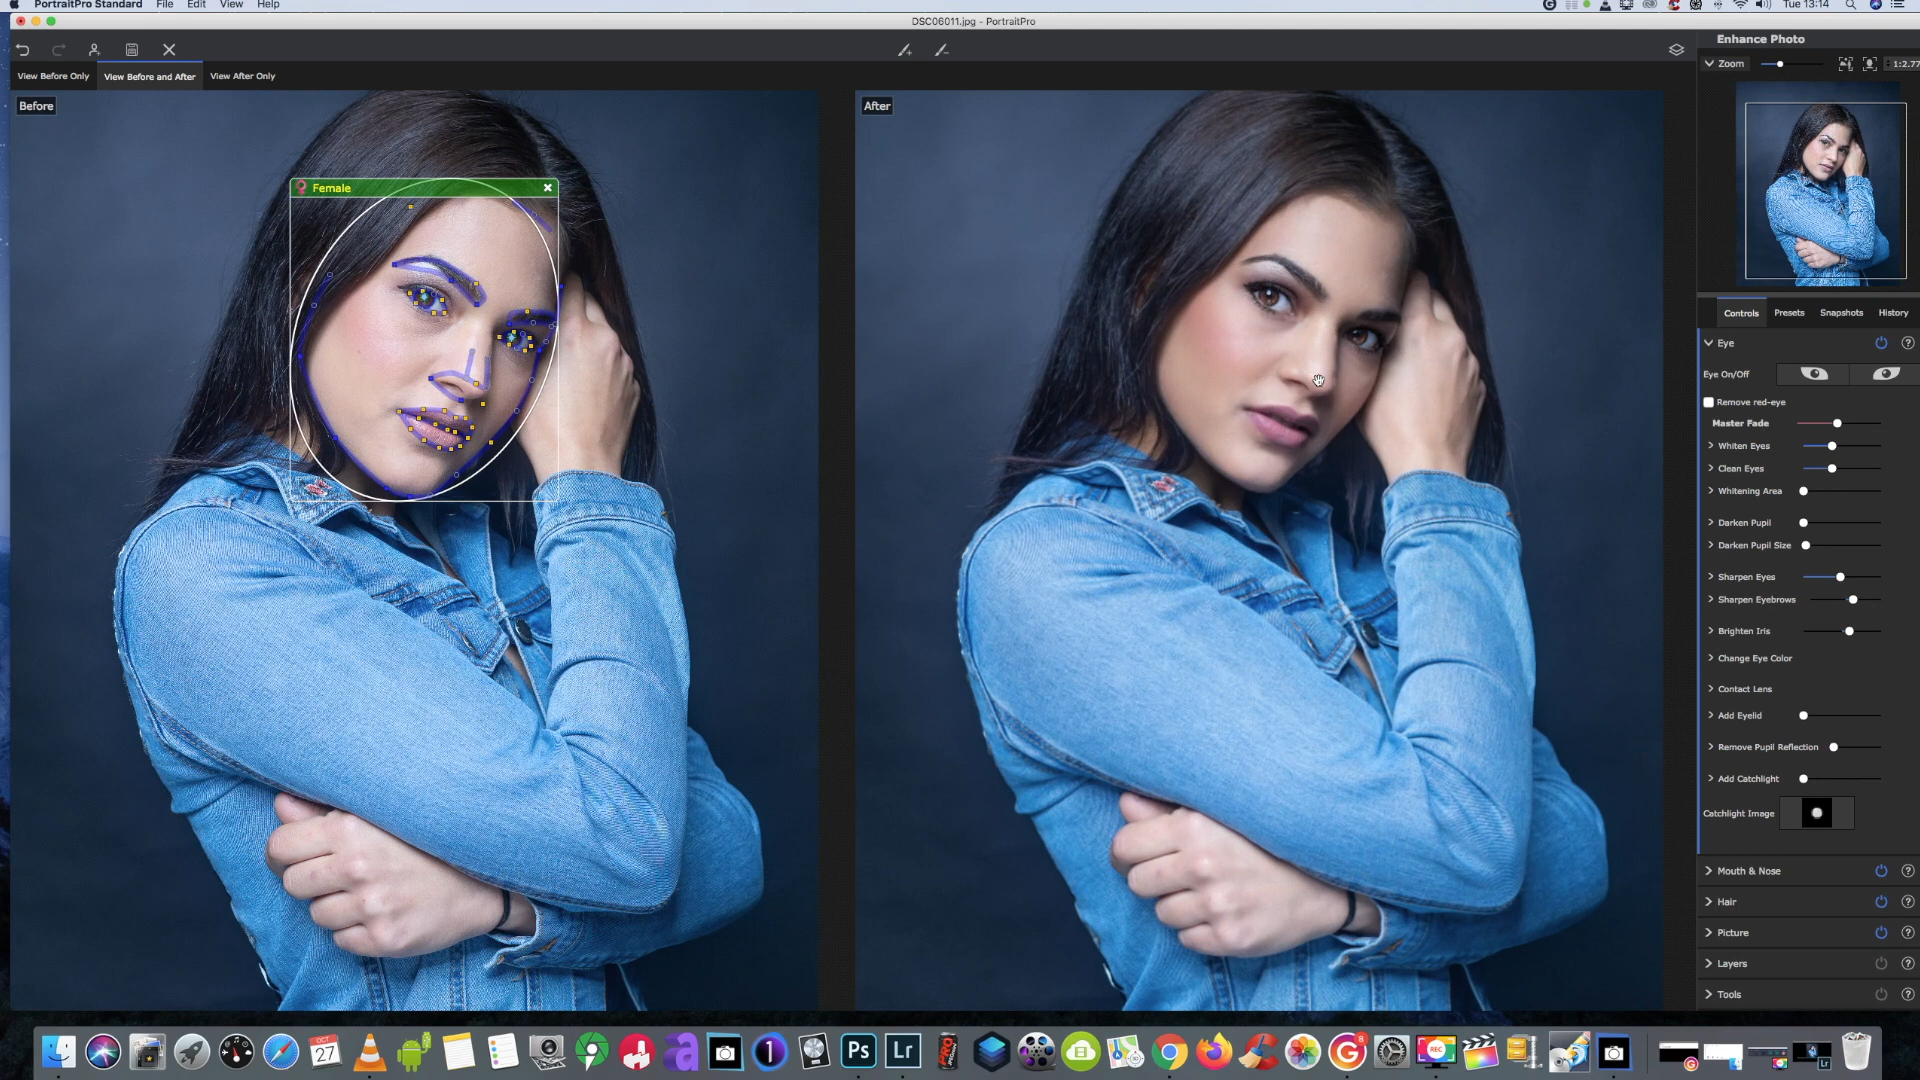 PortraitPro Standard File Edit View Help
Tue 13:14
DSC06011.jpg - PortraitPro
Enhance Photo
Zoom
1:2.77
View Before Only View Before and After View After Only
Before
After
Female
Controls Presets Snapshots History
Eye
Eye On/Off
Remove red-eye
Master Fade
Whiten Eyes
Clean Eyes
Whitening Area
Darken Pupil
Darken Pupil Size
Sharpen Eyes
Sharpen Eyebrows
Brighten Iris
Change Eye Color
Contact Lens
Add Eyelid
Remove Pupil Reflection
Add Catchlight
Catchlight Image
Mouth & Nose
Hair
Picture
Layers
Tools
OCT
27
Ps
Lr
REC
8